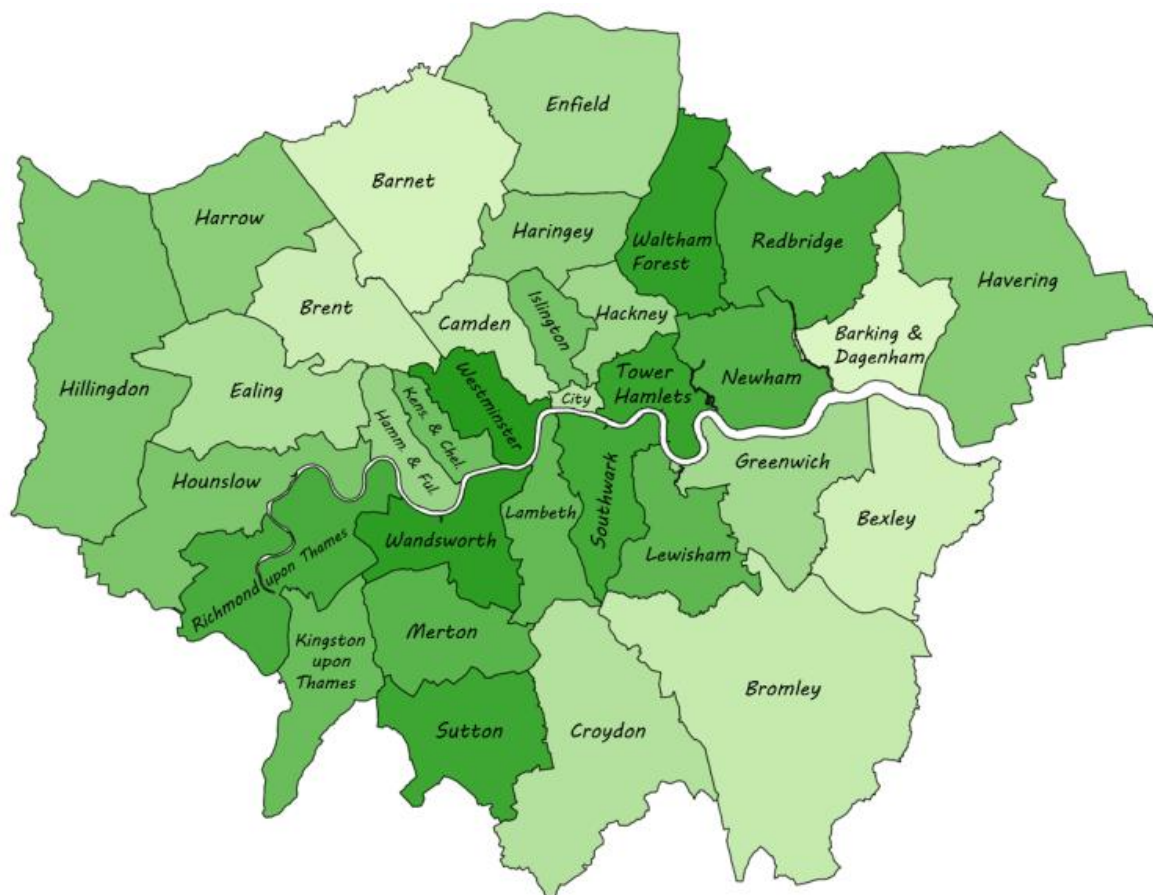 Enfield
Barnet
Harrow
Haringey
Waltham
Forest
Redbridge
Havering
Brent
Camden
Islington
Hackney
Barking &
Dagenham
Hillingdon
Ealing
Westminster
Tower
Hamlets
Newham
City
Kens. & Chel.
Hamm. & Ful.
Hounslow
Greenwich
Southwark
Lambeth
Bexley
Wandsworth
Lewisham
Richmond upon Thames
Merton
Kingston
upon
Thames
Bromley
Sutton
Croydon